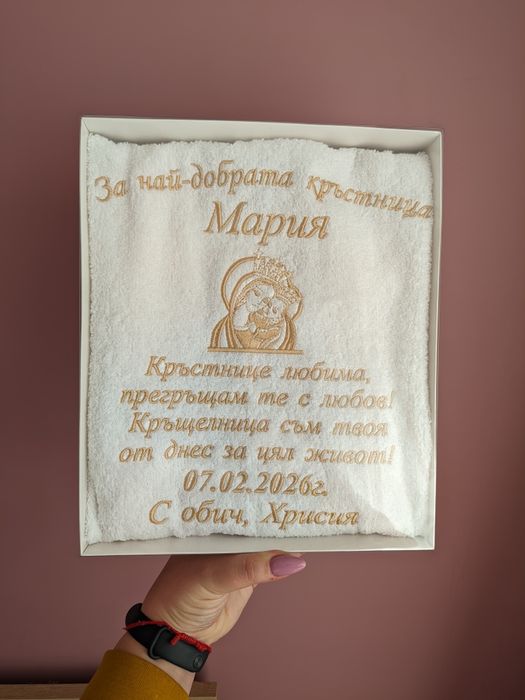 За най-добрата кръстница
Мария
Кръстнице любима,
прегръщам те с любов!
Кръщелница съм твоя
от днес за цял живот!
07.02.2026г.
С обич, Хрисия